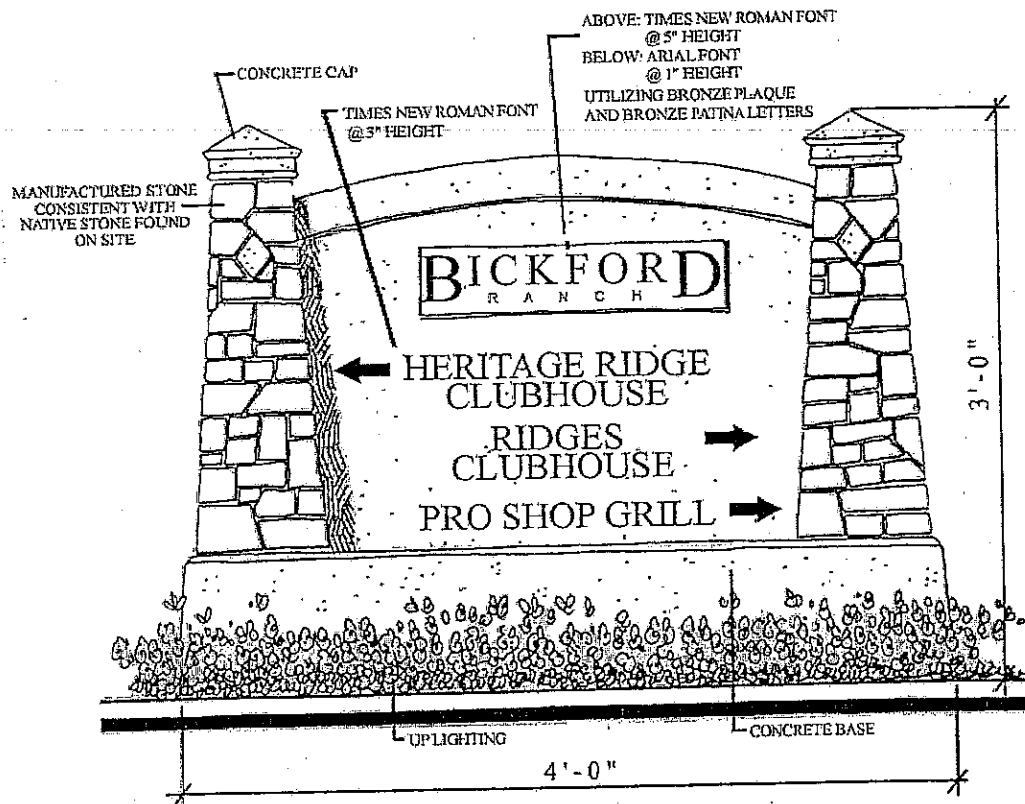 ABOVE: TIMES NEW ROMAN FONT
@ 5" HEIGHT
BELOW: ARIAL FONT
@ 1" HEIGHT
UTILIZING BRONZE PLAQUE
AND BRONZE PATINA LETTERS
CONCRETE CAP
TIMES NEW ROMAN FONT
@ 3" HEIGHT
MANUFACTURED STONE
CONSISTENT WITH
NATIVE STONE FOUND
ON SITE
BICKFORD
RANCH
HERITAGE RIDGE
CLUBHOUSE
RIDGES
CLUBHOUSE
PRO SHOP GRILL
3'-0"
UPLIGHTING
CONCRETE BASE
4'-0"